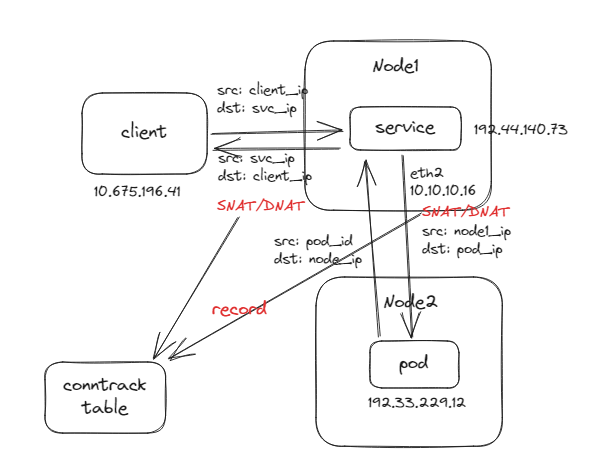 Node1
src: client_ip
dst: svc_ip
client
service
192.44.140.73
src: svc_ip
dst: client_ip
eth2
10.10.10.16
10.675.196.41
SNAT/DNAT
SNAT/DNAT
src: node1_ip
dst: pod_ip
src: pod_id
dst: node_ip
record
Node2
pod
conntrack
table
192.33.229.12